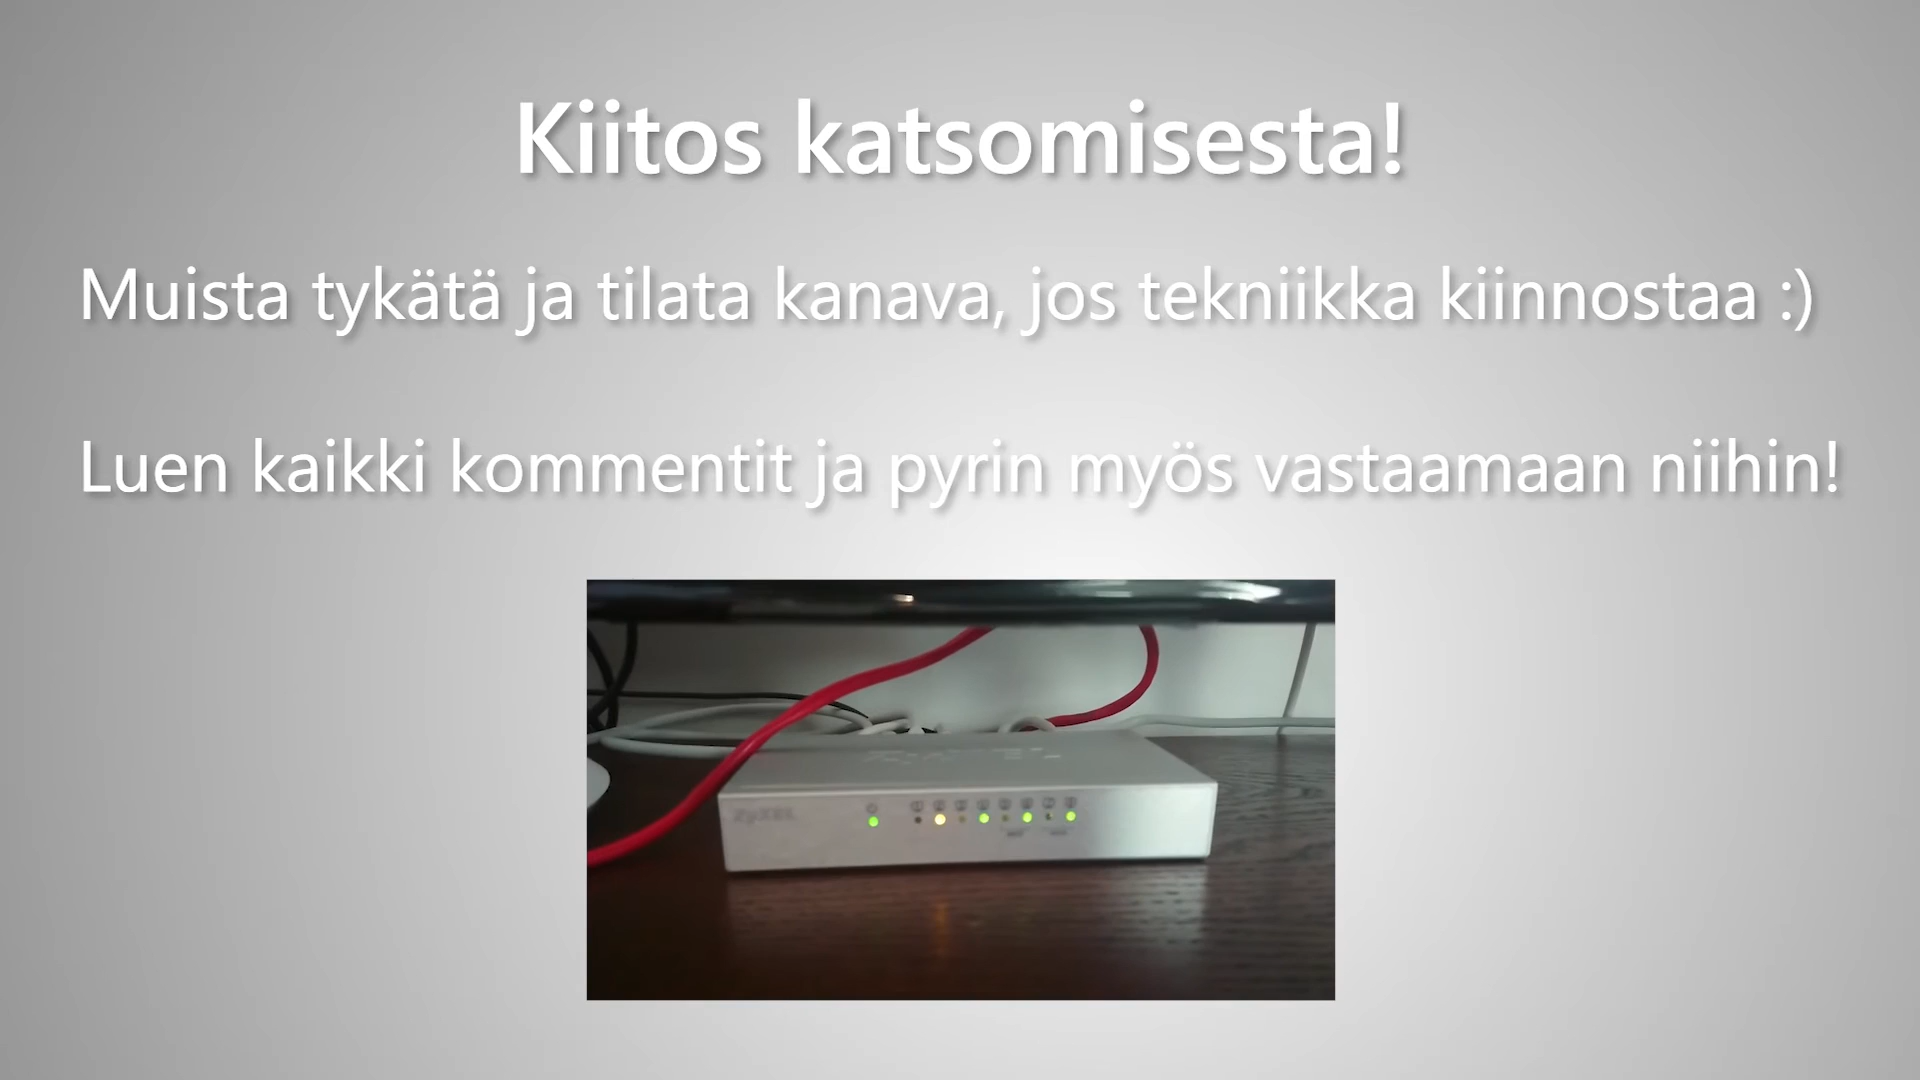 Kiitos katsomisesta!
Muista tykätä ja tilata kanava, jos tekniikka kiinnostaa :)
Luen kaikki kommentit ja pyrin myös vastaamaan niihin!
ZyXEL